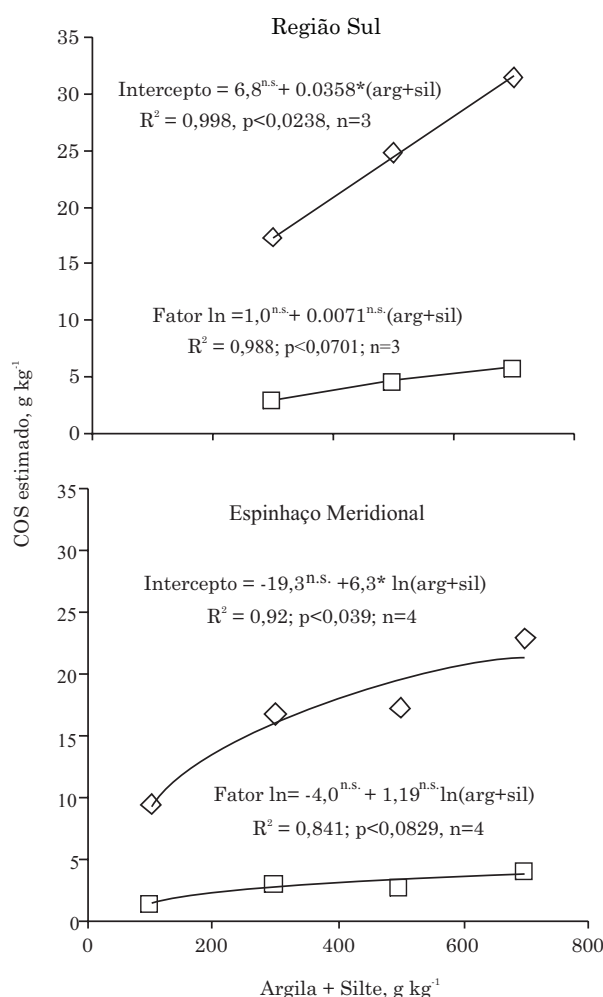 Região Sul
35
30
25
20
15
10
5
0
Intercepto = 6,8n.s.+ 0.0358*(arg+sil)
R² = 0,998, p<0,0238, n=3
Fator ln =1,0n.s.+ 0.0071n.s.(arg+sil)
R² = 0,988; p<0,0701; n=3
COS estimado, g kg-1
Espinhaço Meridional
35
30
25
20
15
10
5
0
Intercepto = -19,3n.s. +6,3* ln(arg+sil)
R² = 0,92; p<0,039; n=4
Fator ln= -4,0n.s. + 1,19n.s.ln(arg+sil)
R² = 0,841; p<0,0829, n=4
0 200 400 600 800
Argila + Silte, g kg-1